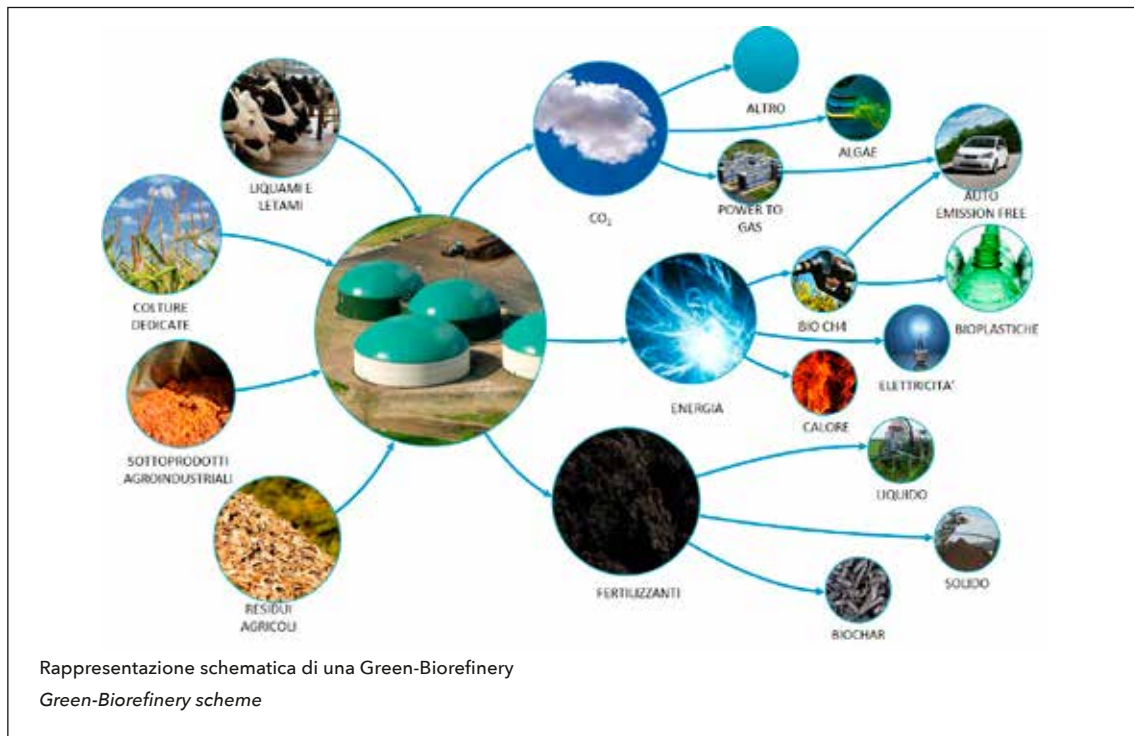 LIQUAMI E
LETAMI
COLTURE
DEDICATE
SOTTOPRODOTTI
AGROINDUSTRIALI
RESIDUI
AGRICOLI
CO₂
ALTRO
ALGAE
POWER TO
GAS
AUTO
EMISSION FREE
ENERGIA
BIO CH4
BIOPLASTICHE
ELETTRICITA'
CALORE
FERTILIZZANTI
LIQUIDO
SOLIDO
BIOCHAR
Rappresentazione schematica di una Green-Biorefinery
Green-Biorefinery scheme